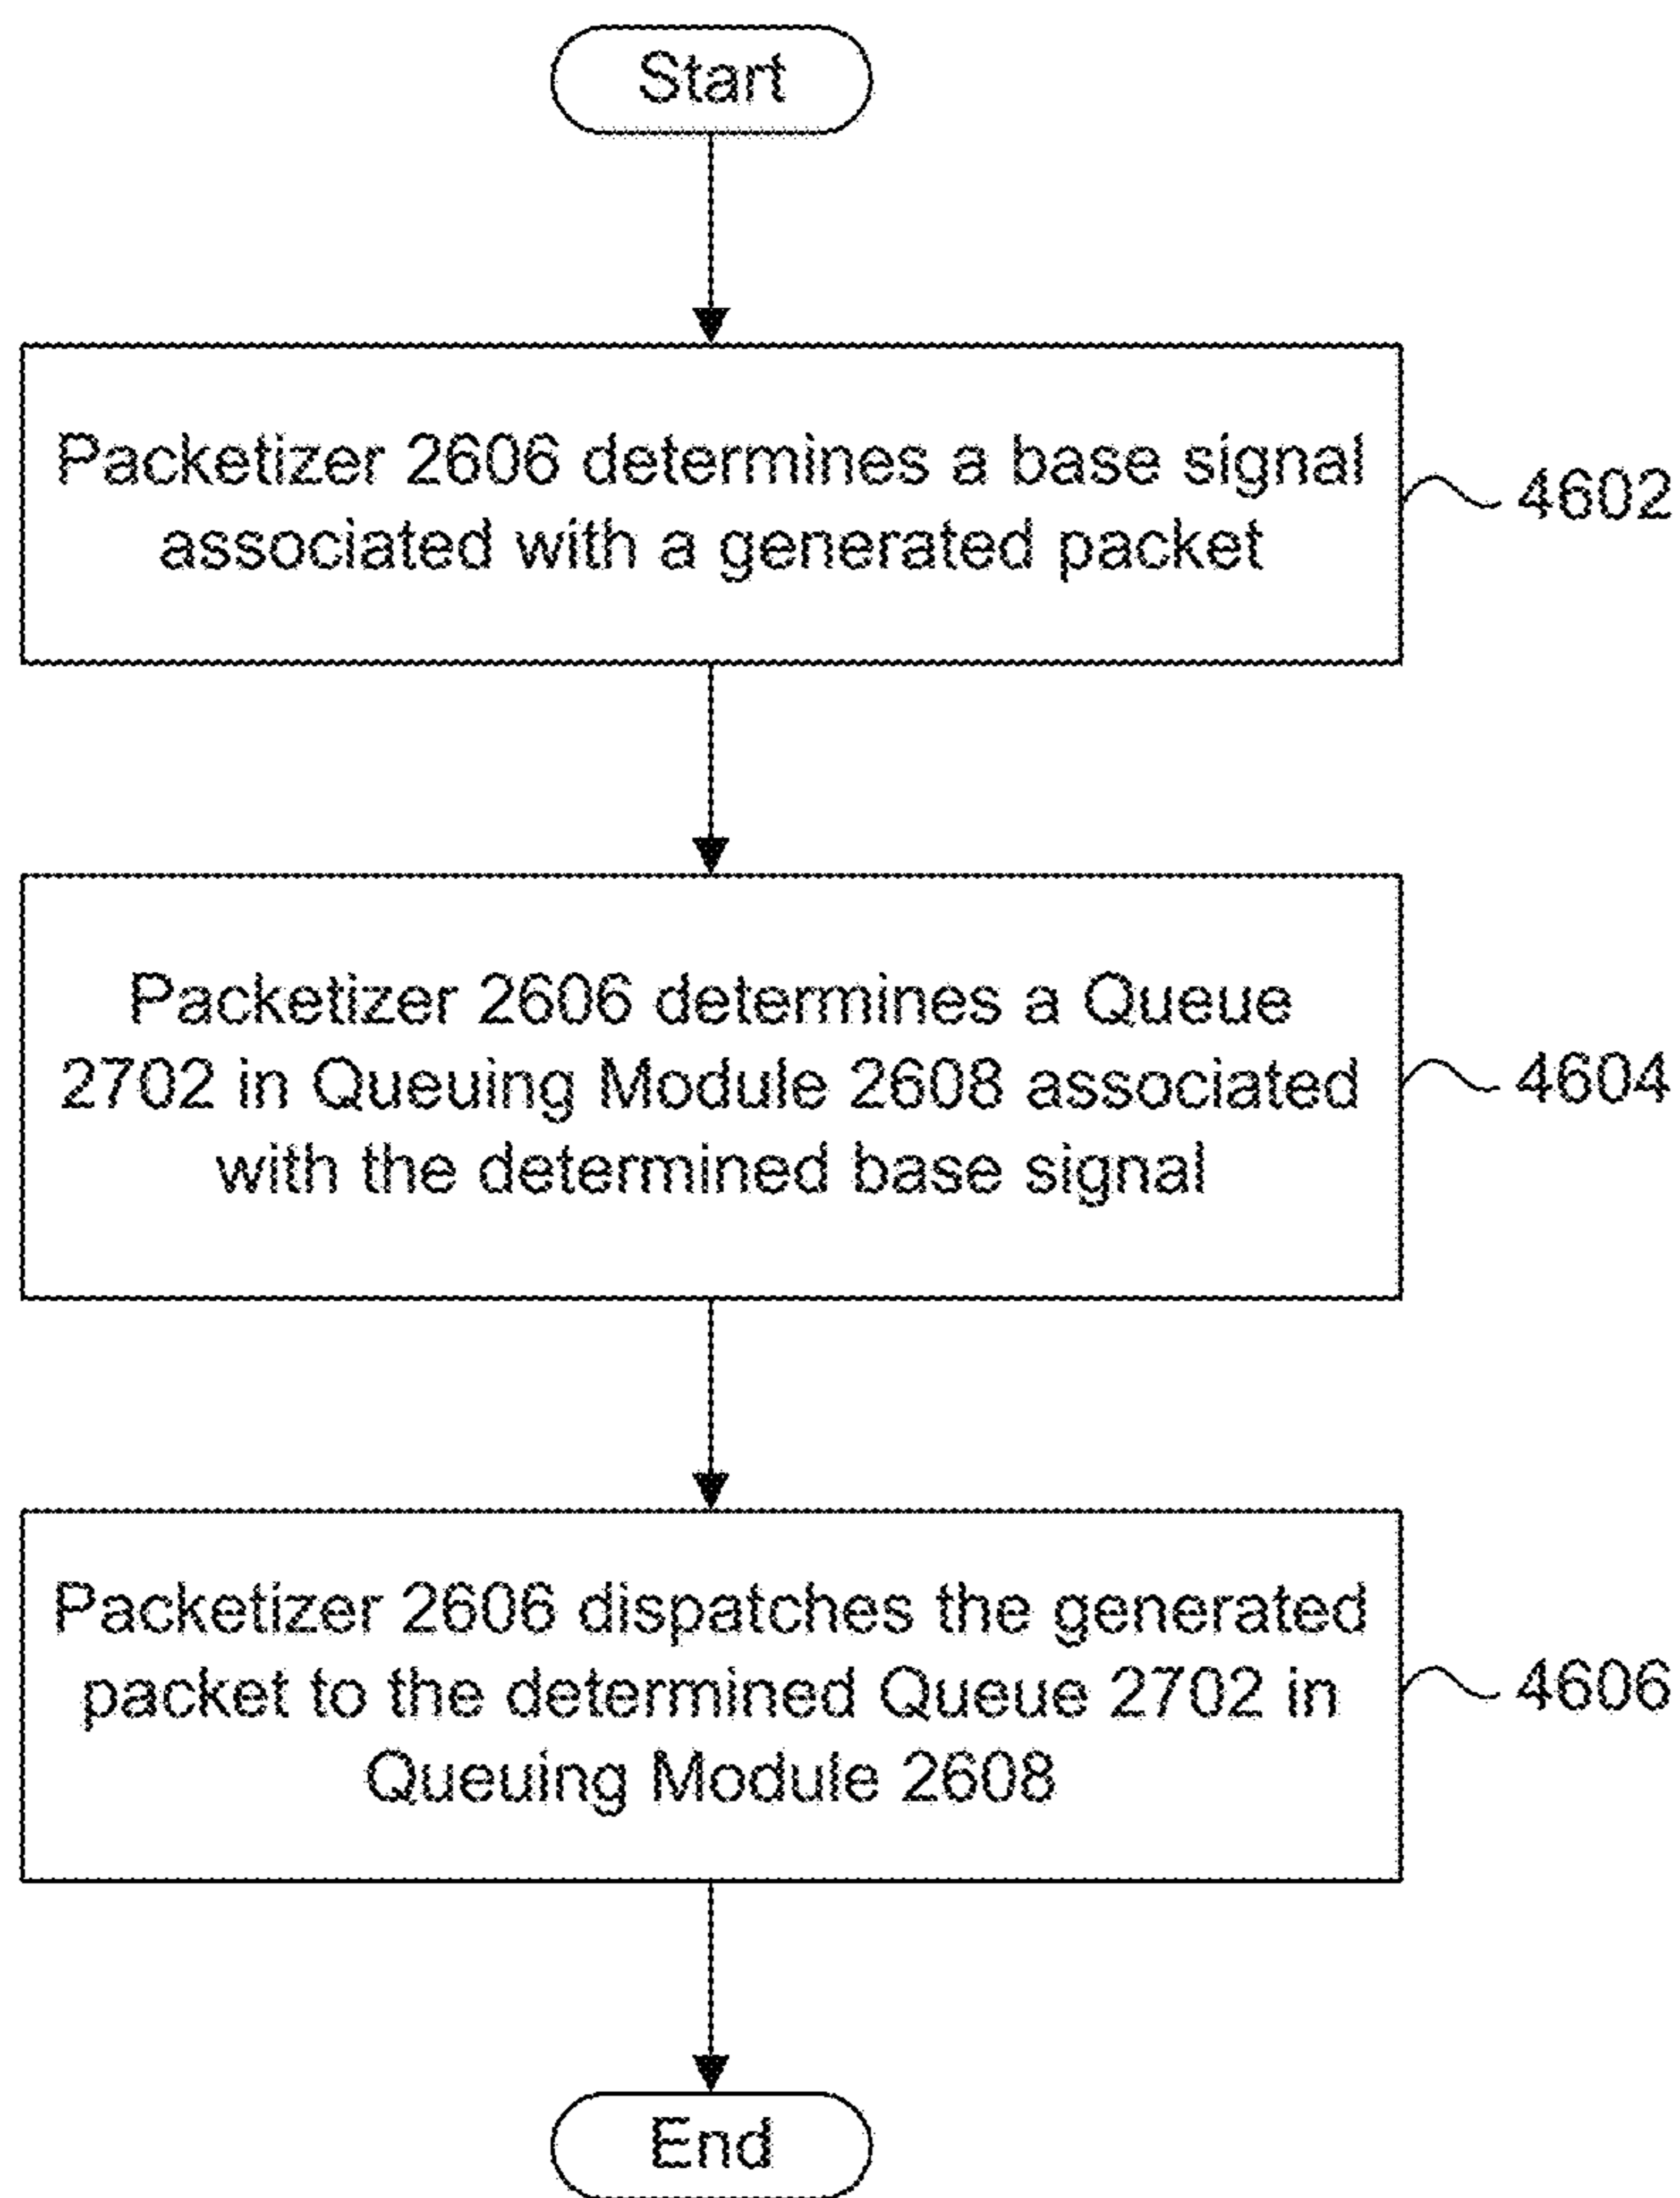 Start
Packetizer 2606 determines a base signal
associated with a generated packet
4602
Packetizer 2606 determines a Queue
2702 in Queuing Module 2608 associated
with the determined base signal
4604
Packetizer 2606 dispatches the generated
packet to the determined Queue 2702 in
Queuing Module 2608
4606
End